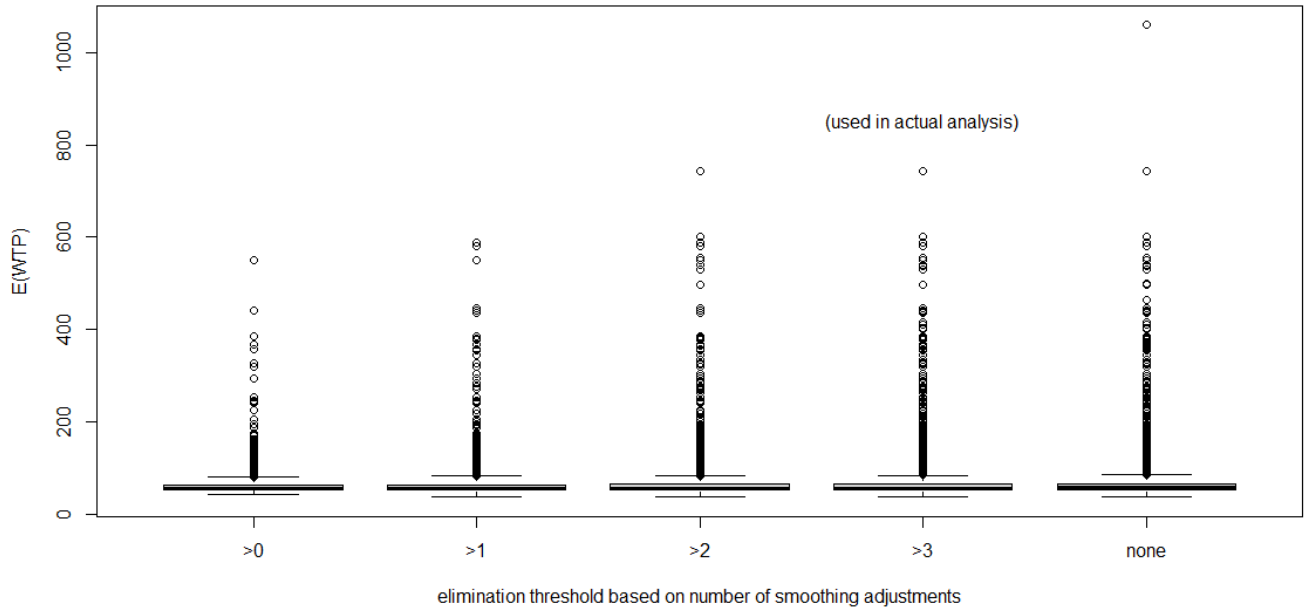 1000
800
600
400
200
0
E(WTP)
(used in actual analysis)
>0 >1 >2 >3 none
elimination threshold based on number of smoothing adjustments